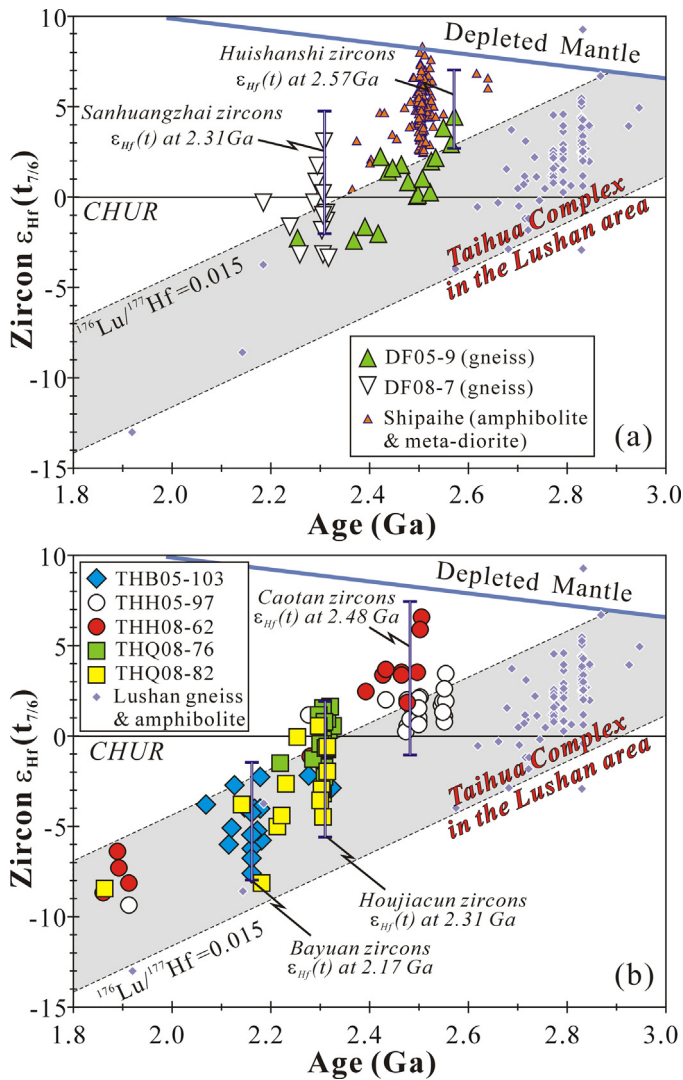 10
(a)
Depleted Mantle
Huishanshi zircons
εHf(t) at 2.57Ga
Sanhuangzhai zircons
εHf(t) at 2.31Ga
5
0
CHUR
Taihua Complex
in the Lushan area
¹⁷⁶Lu/¹⁷⁷Hf=0.015
-5
-10
-15
DF05-9 (gneiss)
DF08-7 (gneiss)
Shipaihe (amphibolite
& meta-diorite)
Zircon εHf(t7/6)
1.8 2.0 2.2 2.4 2.6 2.8 3.0
Age (Ga)
10
Depleted Mantle
THB05-103
THH05-97
THH08-62
THQ08-76
THQ08-82
Lushan gneiss
& amphibolite
Caotan zircons
εHf(t) at 2.48 Ga
5
0
CHUR
Taihua Complex
in the Lushan area
-5
Houjiacun zircons
εHf(t) at 2.31 Ga
Bayuan zircons
εHf(t) at 2.17 Ga
¹⁷⁶Lu/¹⁷⁷Hf=0.015
-10
-15
(b)
Zircon εHf(t7/6)
1.8 2.0 2.2 2.4 2.6 2.8 3.0
Age (Ga)